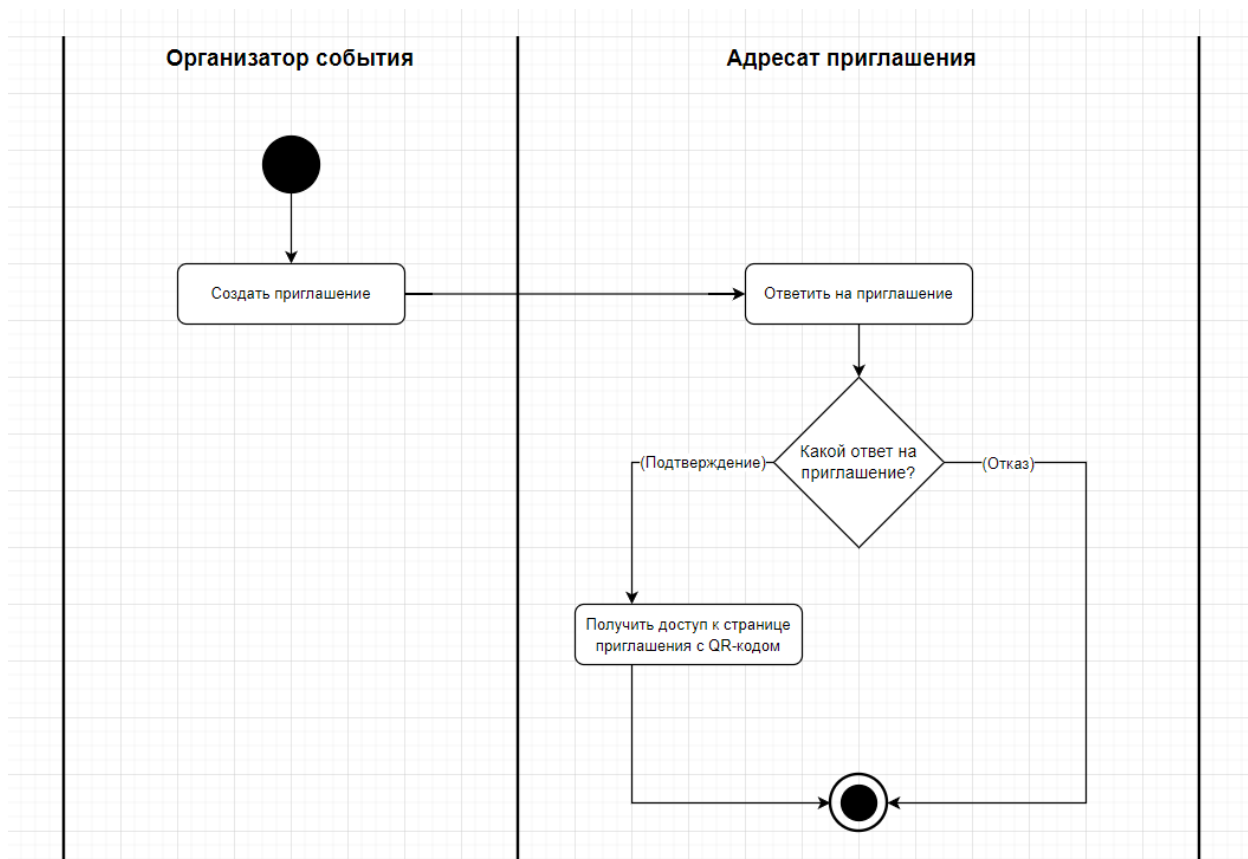 Организатор события
Адресат приглашения
Создать приглашение
Ответить на приглашение
Какой ответ на
приглашение?
(Подтверждение)
(Отказ)
Получить доступ к странице
приглашения с QR-кодом